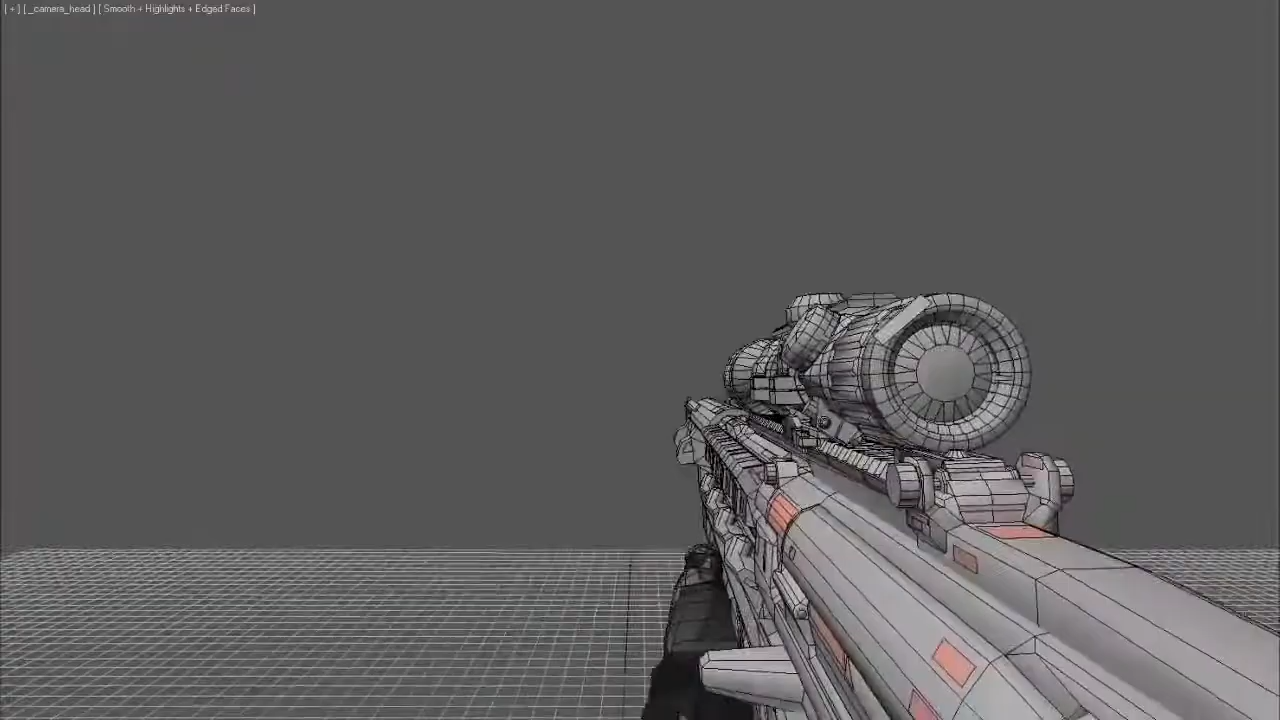 [ + ] [ _camera_head ] [ Smooth + Highlights + Edged Faces ]